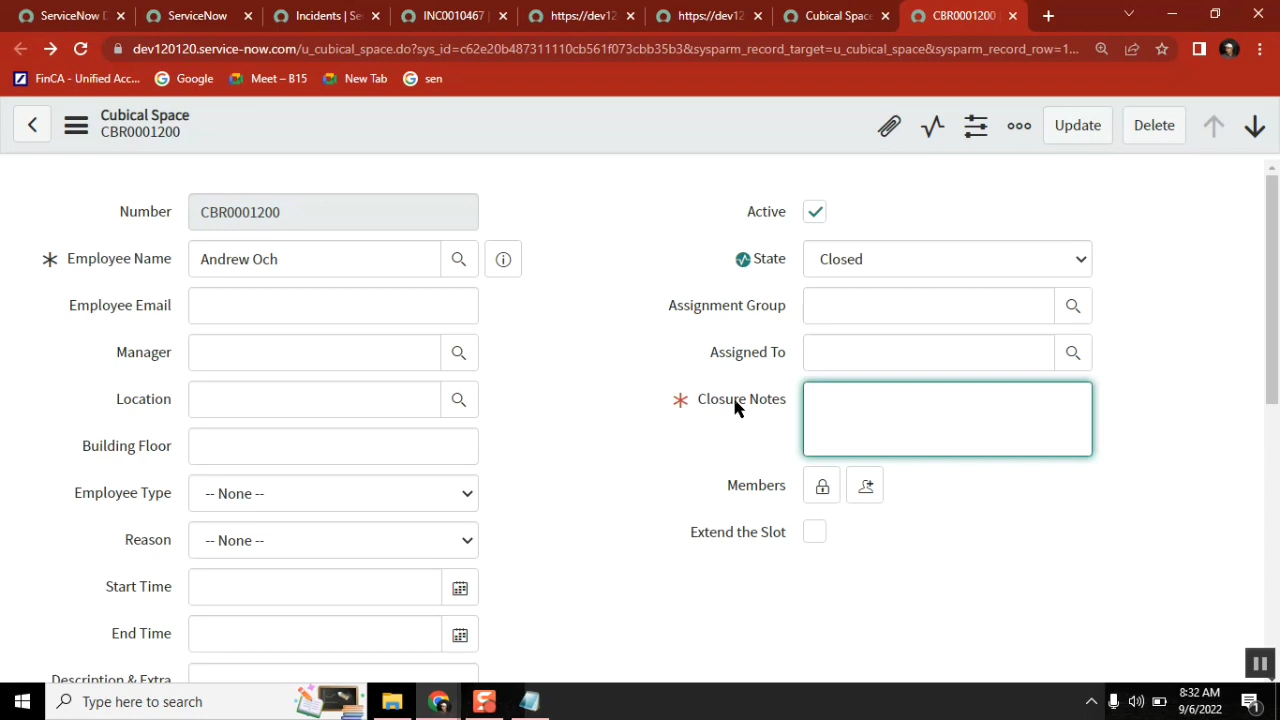 ServiceNow D
ServiceNow
Incidents | Se
INC0010467
https://dev12
https://dev12
Cubical Space
CBR0001200
dev120120.service-now.com/u_cubical_space.do?sys_id=c62e20b487311110cb561f073cbb35b3&sysparm_record_target=u_cubical_space&sysparm_record_row=1...
FinCA - Unified Acc...
Google
Meet – B15
New Tab
sen
Cubical Space
CBR0001200
Update
Delete
Number
CBR0001200
Active
Employee Name
Andrew Och
State
Closed
Employee Email
Assignment Group
Manager
Assigned To
Location
Closure Notes
Building Floor
Employee Type
-- None --
Members
Reason
-- None --
Extend the Slot
Start Time
End Time
Description & Extra
Type here to search
8:32 AM
9/6/2022
1